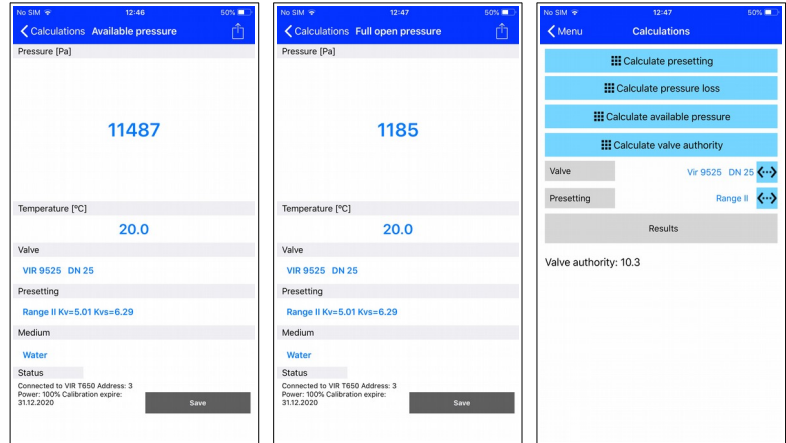 No SIM 12:46 50%
Calculations Available pressure
Pressure [Pa]
11487
Temperature [ºC]
20.0
Valve
VIR 9525 DN 25
Presetting
Range II Kv=5.01 Kvs=6.29
Medium
Water
Status
Connected to VIR T650 Address: 3
Power: 100% Calibration expire:
31.12.2020
Save
No SIM 12:47 50%
Calculations Full open pressure
Pressure [Pa]
1185
Temperature [ºC]
20.0
Valve
VIR 9525 DN 25
Presetting
Range II Kv=5.01 Kvs=6.29
Medium
Water
Status
Connected to VIR T650 Address: 3
Power: 100% Calibration expire:
31.12.2020
Save
No SIM 12:47 50%
Menu Calculations
Calculate presetting
Calculate pressure loss
Calculate available pressure
Calculate valve authority
Valve Vir 9525 DN 25
Presetting Range II
Results
Valve authority: 10.3